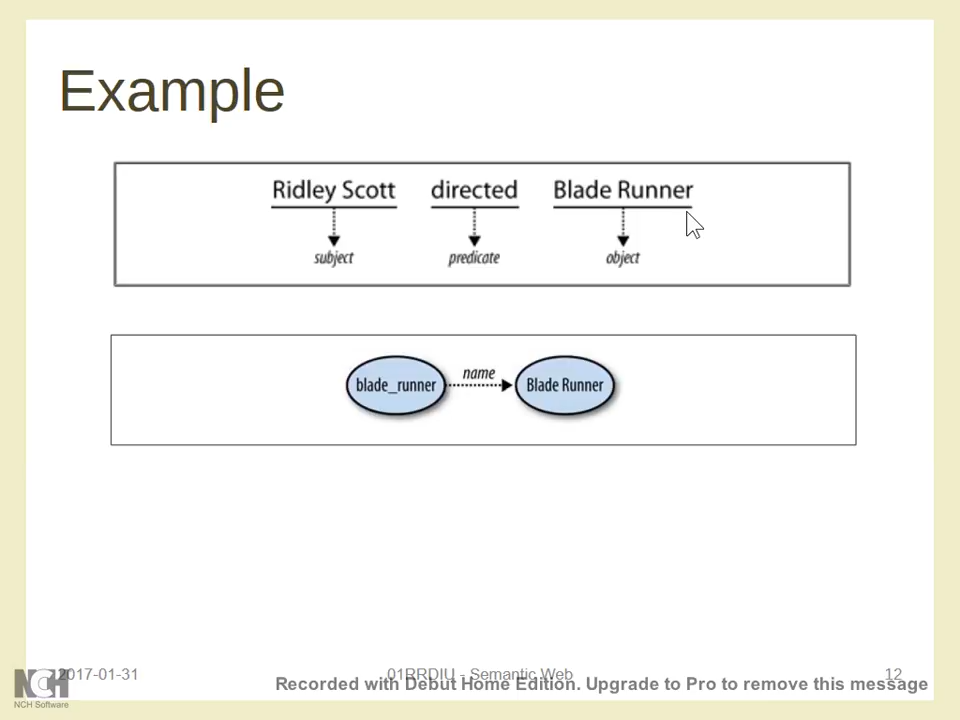 Example
Ridley Scott directed Blade Runner
subject predicate object
name
blade_runner Blade Runner
2017-01-31 01RRDIU - Semantic Web 12
Recorded with Debut Home Edition. Upgrade to Pro to remove this message
NCH
NCH Software